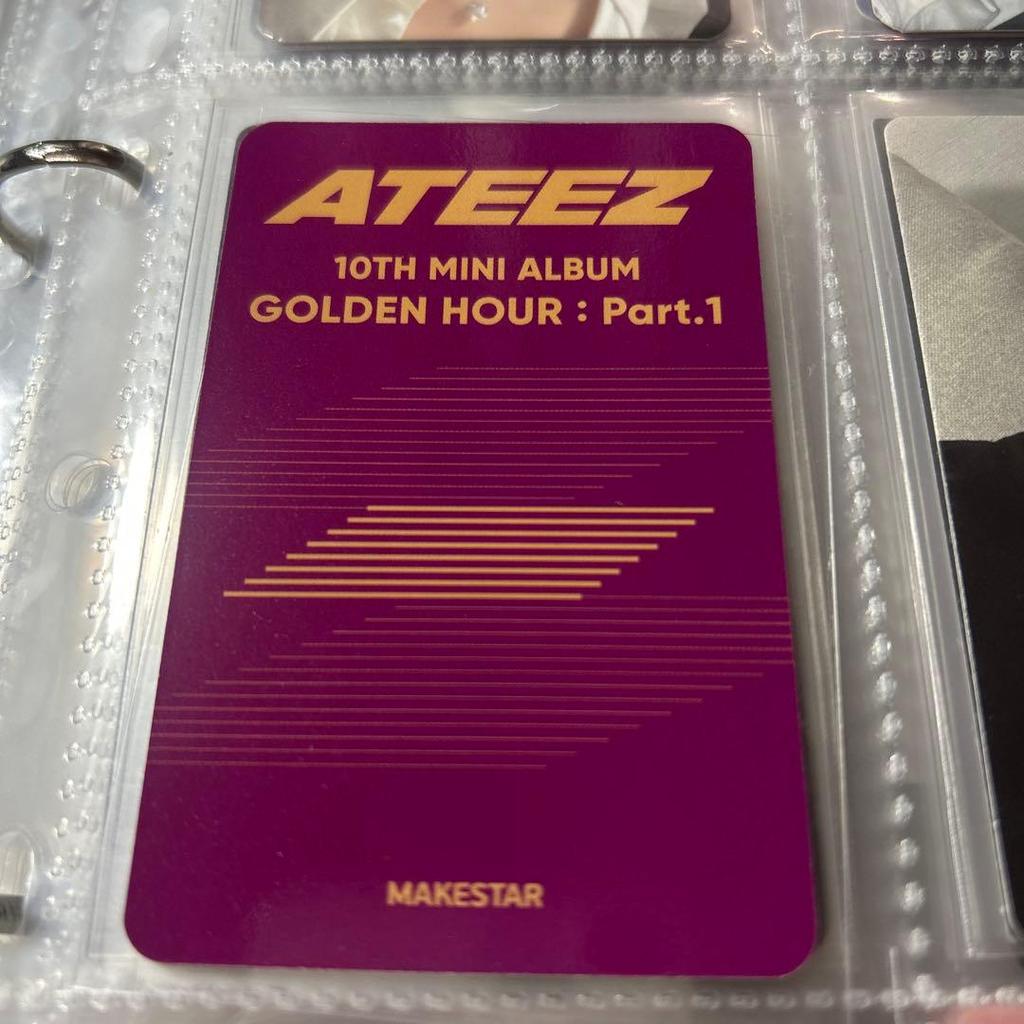 ATEEZ
10TH MINI ALBUM
GOLDEN HOUR : Part.1
MAKESTAR